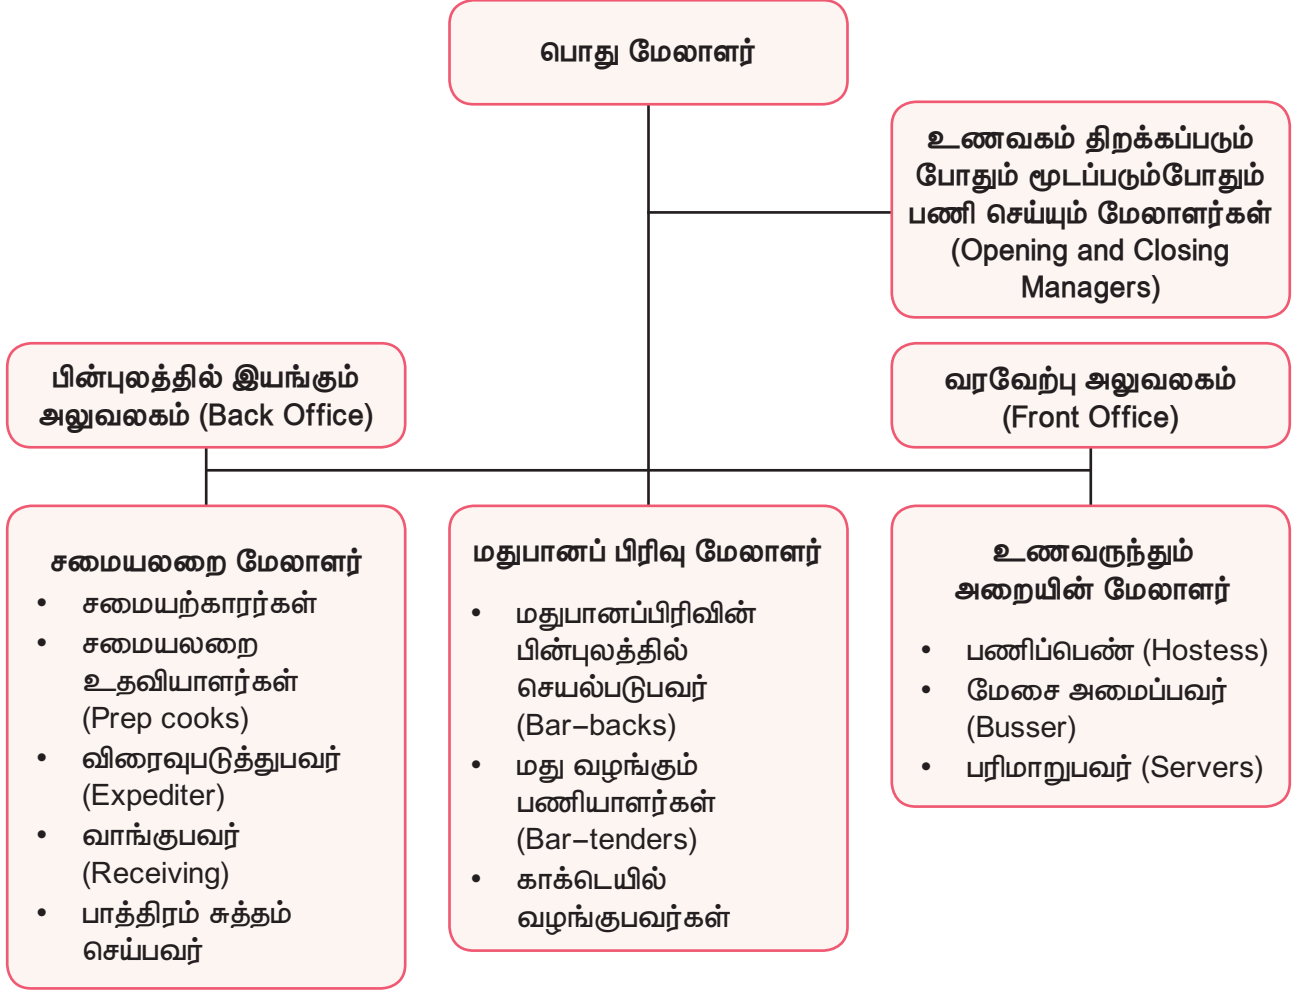 பொது மேலாளர்
உணவகம் திறக்கப்படும்
போதும் மூடப்படும்போதும்
பணி செய்யும் மேலாளர்கள்
(Opening and Closing
Managers)
பின்புலத்தில் இயங்கும்
அலுவலகம் (Back Office)
வரவேற்பு அலுவலகம்
(Front Office)
சமையலறை மேலாளர்
• சமையற்காரர்கள்
• சமையலறை
உதவியாளர்கள்
(Prep cooks)
• விரைவுபடுத்துபவர்
(Expediter)
• வாங்குபவர்
(Receiving)
• பாத்திரம் சுத்தம்
செய்பவர்
மதுபானப் பிரிவு மேலாளர்
• மதுபானப்பிரிவின்
பின்புலத்தில்
செயல்படுபவர்
(Bar–backs)
• மது வழங்கும்
பணியாளர்கள்
(Bar–tenders)
• காக்டெயில்
வழங்குபவர்கள்
உணவருந்தும்
அறையின் மேலாளர்
• பணிப்பெண் (Hostess)
• மேசை அமைப்பவர்
(Busser)
• பரிமாறுபவர் (Servers)